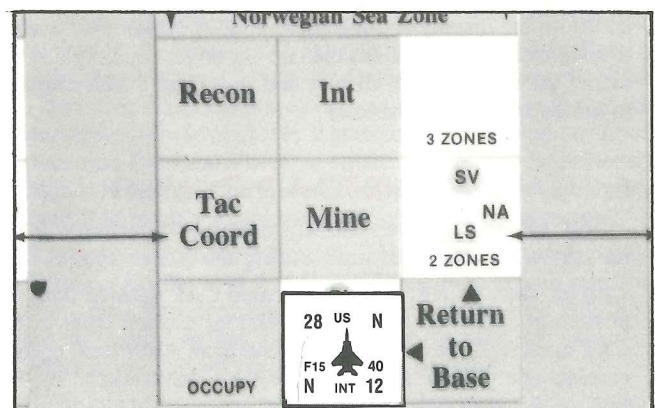 Norwegian Sea Zone
Recon
Int
3 ZONES
Tac
Coord
Mine
SV
NA
LS
2 ZONES
OCCUPY
28 US N
F15 40
N INT 12
Return
to
Base